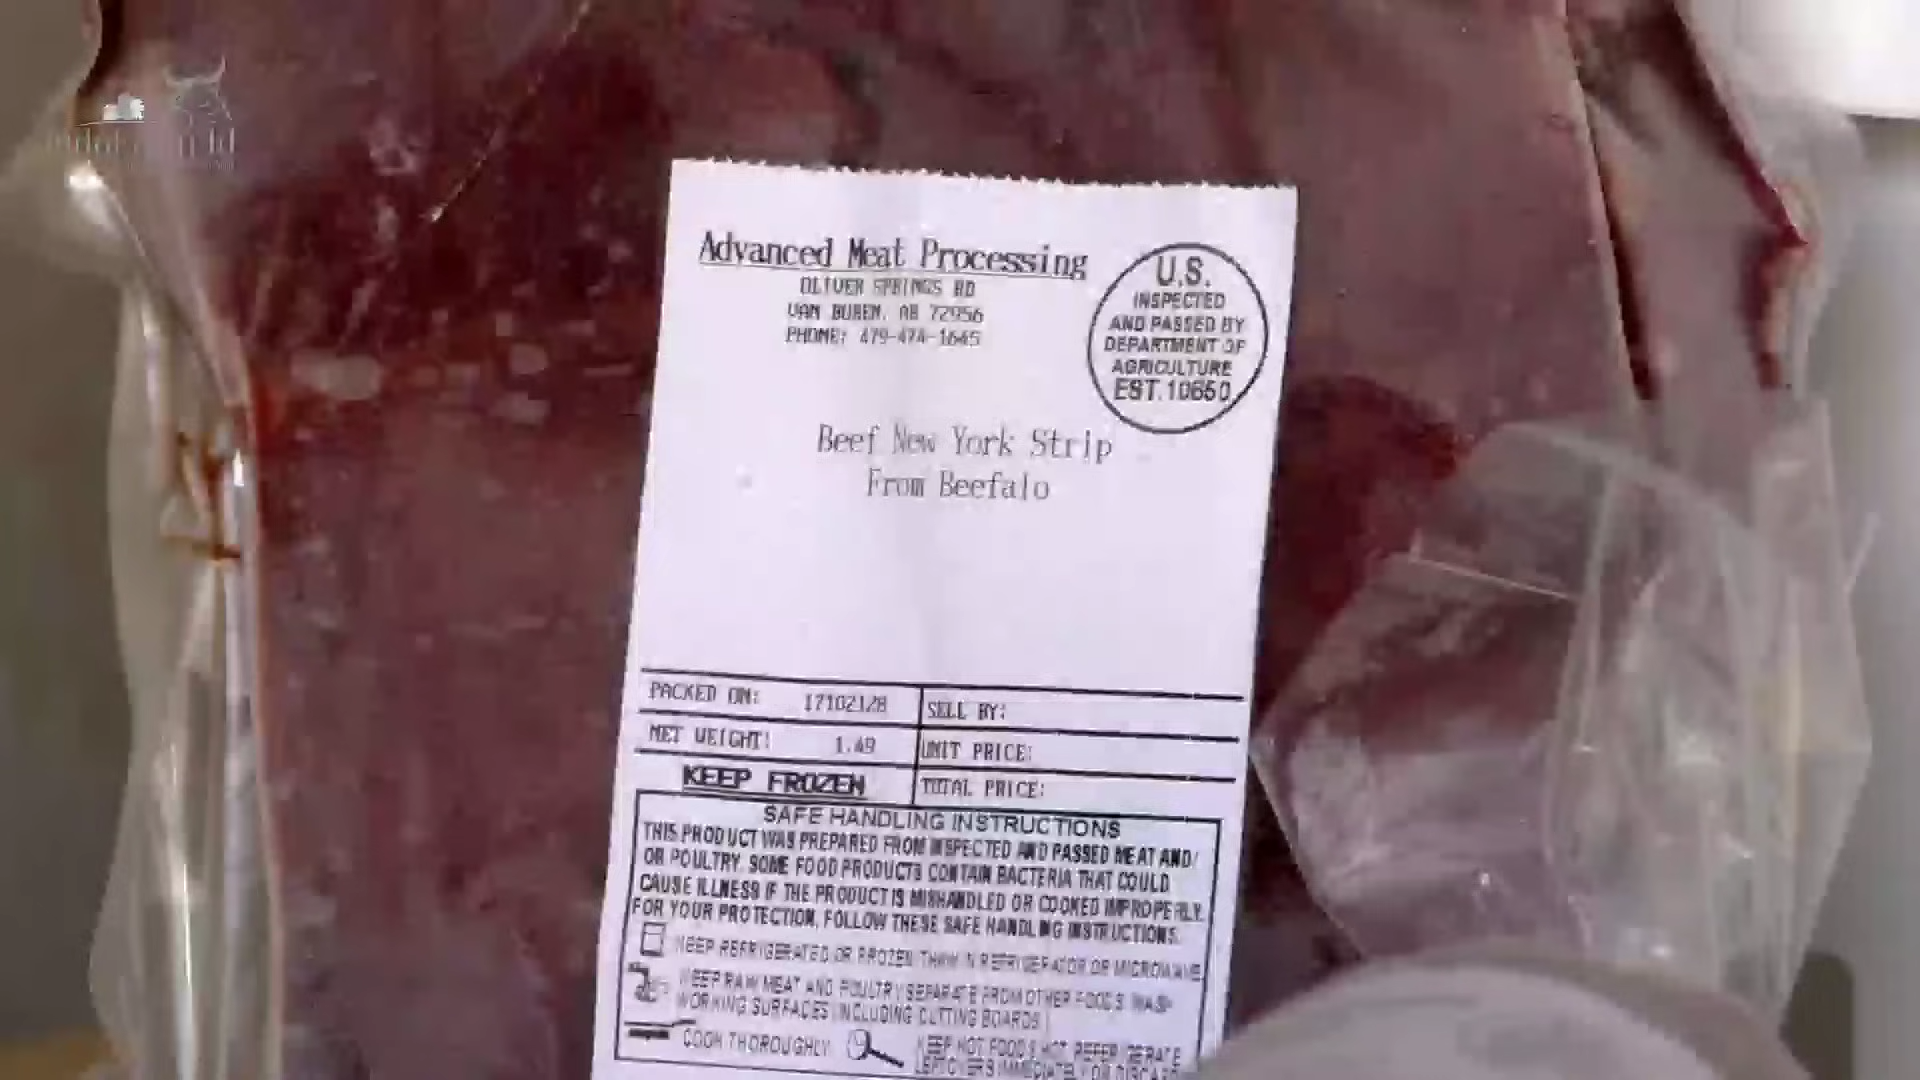 Advanced Meat Processing
OLIVER SPRINGS RD
VAN BUREN, AR 72956
PHONE: 479-474-1645
U.S.
INSPECTED
AND PASSED BY
DEPARTMENT OF
AGRICULTURE
EST. 10650
Beef New York Strip
From Beefalo
PACKED ON: 17102128
SELL BY:
NET WEIGHT: 1.49
UNIT PRICE:
KEEP FROZEN
TOTAL PRICE:
SAFE HANDLING INSTRUCTIONS
THIS PRODUCT WAS PREPARED FROM INSPECTED AND PASSED MEAT AND/
OR POULTRY. SOME FOOD PRODUCTS CONTAIN BACTERIA THAT COULD
CAUSE ILLNESS IF THE PRODUCT IS MISHANDLED OR COOKED IMPROPERLY.
FOR YOUR PROTECTION, FOLLOW THESE SAFE HANDLING INSTRUCTIONS.
KEEP REFRIGERATED OR FROZEN. THAW IN REFRIGERATOR OR MICROWAVE
KEEP RAW MEAT AND POULTRY SEPARATE FROM OTHER FOODS. WASH
WORKING SURFACES (INCLUDING CUTTING BOARDS)
COOK THOROUGHLY.
KEEP HOT FOODS HOT. REFRIGERATE
LEFTOVERS IMMEDIATELY OR DISCARD